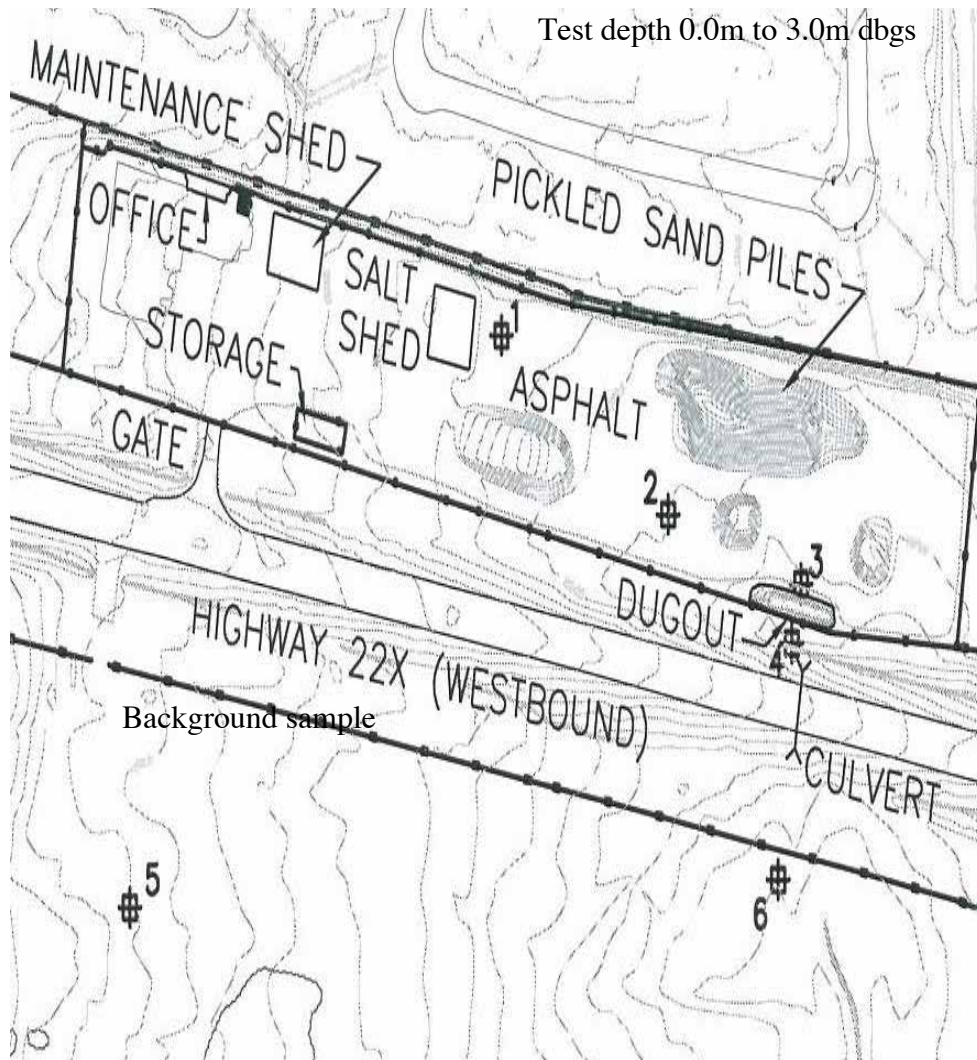 Test depth 0.0m to 3.0m dbgs
MAINTENANCE SHED
PICKLED SAND PILES
OFFICE
SALT
SHED
1
STORAGE
ASPHALT
GATE
2
3
DUGOUT
4
HIGHWAY 22X (WESTBOUND)
Background sample
CULVERT
5
6